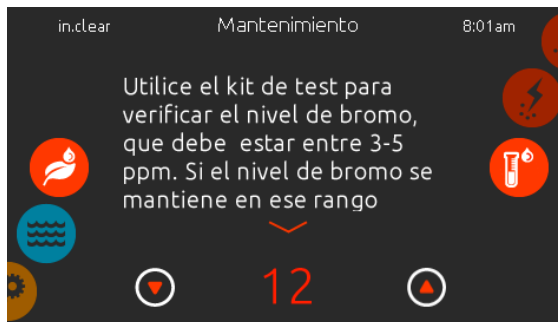 in.clear
Mantenimiento
8:01am
Utilice el kit de test para
verificar el nivel de bromo,
que debe estar entre 3-5
ppm. Si el nivel de bromo se
mantiene en ese rango
12